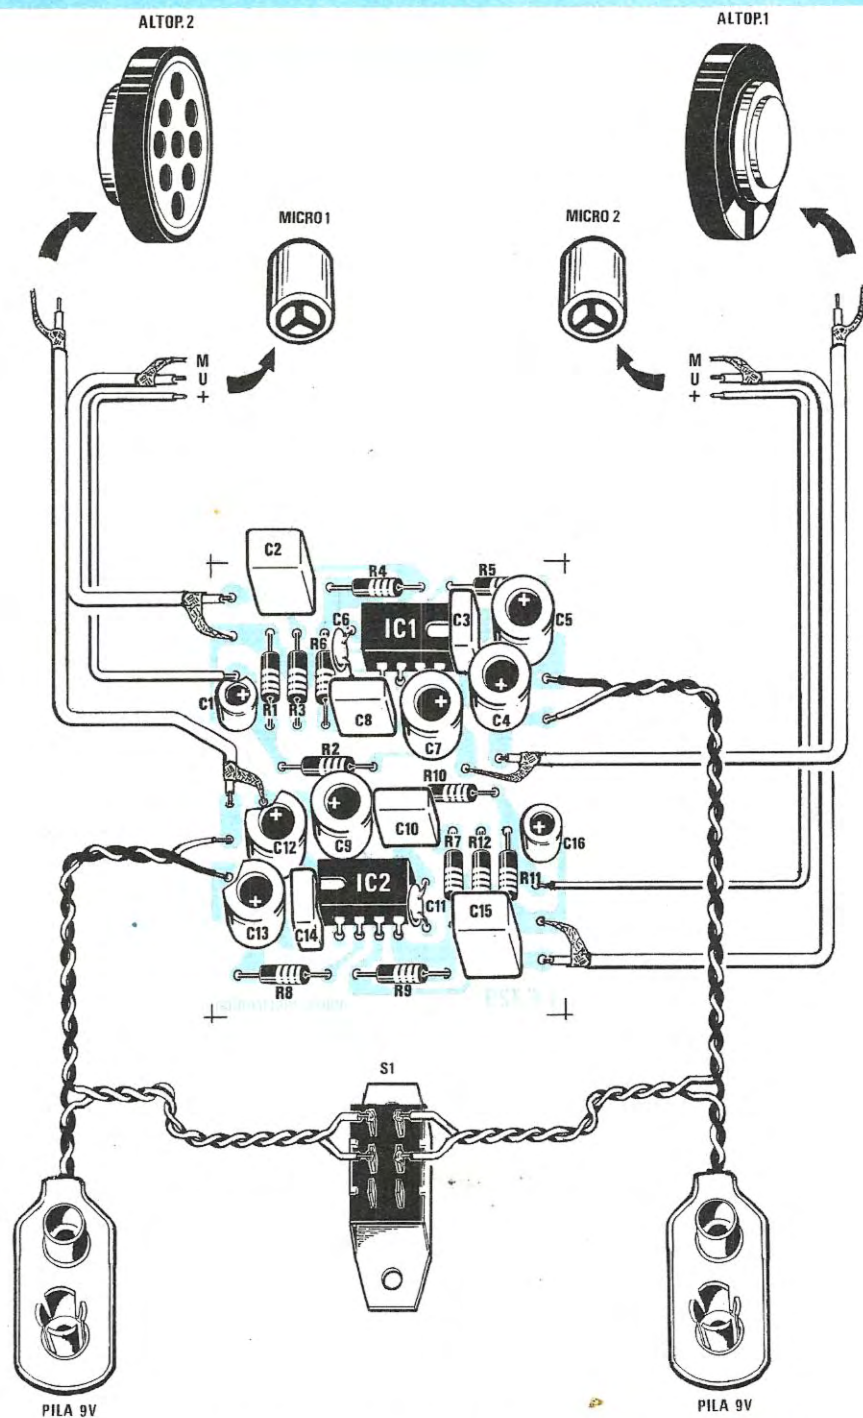 ALTOP.2
ALTOP.1
MICRO 1
MICRO 2
M
U
+
M
U
+
C2
R4
R5
C6
IC1
C3
C5
R6
C1
R1
R3
C8
C7
C4
R2
R10
C12
C9
C10
R7
R12
C16
IC2
R11
C11
C13
C14
C15
R8
R9
S1
PILA 9V
PILA 9V